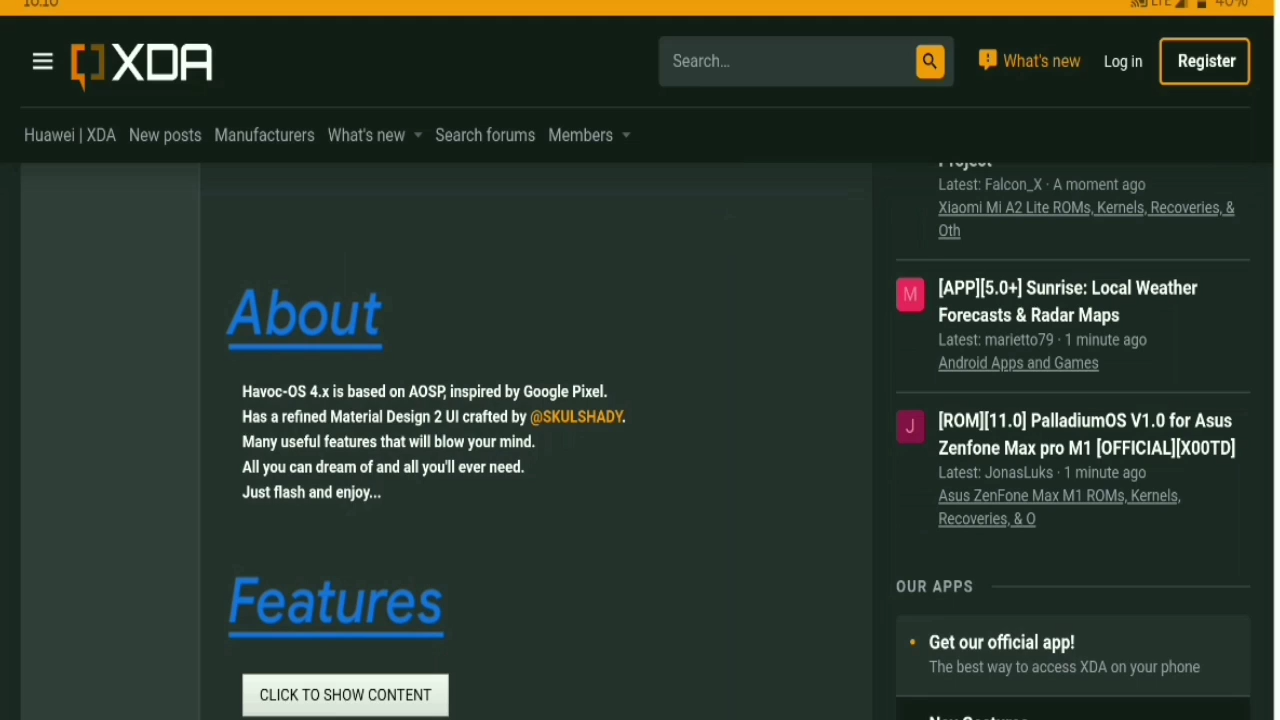 10:10
LTE 40%
XDA
Search...
What's new
Log in
Register
Huawei | XDA
New posts
Manufacturers
What's new
Search forums
Members
About
Havoc-OS 4.x is based on AOSP, inspired by Google Pixel.
Has a refined Material Design 2 UI crafted by @SKULSHADY.
Many useful features that will blow your mind.
All you can dream of and all you'll ever need.
Just flash and enjoy...
Features
CLICK TO SHOW CONTENT
Project
Latest: Falcon_X · A moment ago
Xiaomi Mi A2 Lite ROMs, Kernels, Recoveries, &
Oth
M
[APP][5.0+] Sunrise: Local Weather
Forecasts & Radar Maps
Latest: marietto79 · 1 minute ago
Android Apps and Games
J
[ROM][11.0] PalladiumOS V1.0 for Asus
Zenfone Max pro M1 [OFFICIAL][X00TD]
Latest: JonasLuks · 1 minute ago
Asus ZenFone Max M1 ROMs, Kernels,
Recoveries, & O
OUR APPS
Get our official app!
The best way to access XDA on your phone